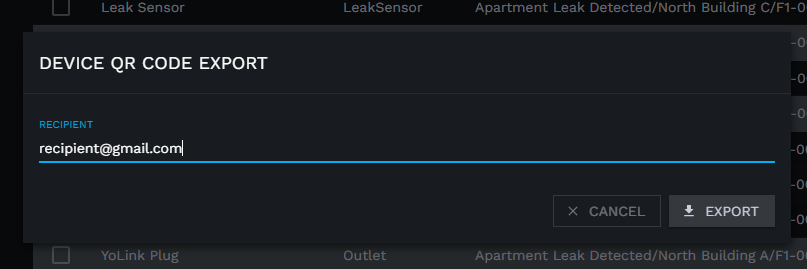 Leak Sensor LeakSensor Apartment Leak Detected/North Building C/F1-0
DEVICE QR CODE EXPORT
RECIPIENT
recipient@gmail.com
CANCEL EXPORT
YoLink Plug Outlet Apartment Leak Detected/North Building A/F1-0